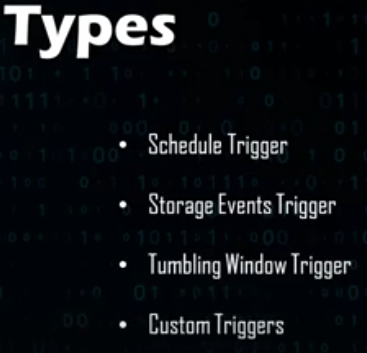 Types
• Schedule Trigger
• Storage Events Trigger
• Tumbling Window Trigger
• Custom Triggers